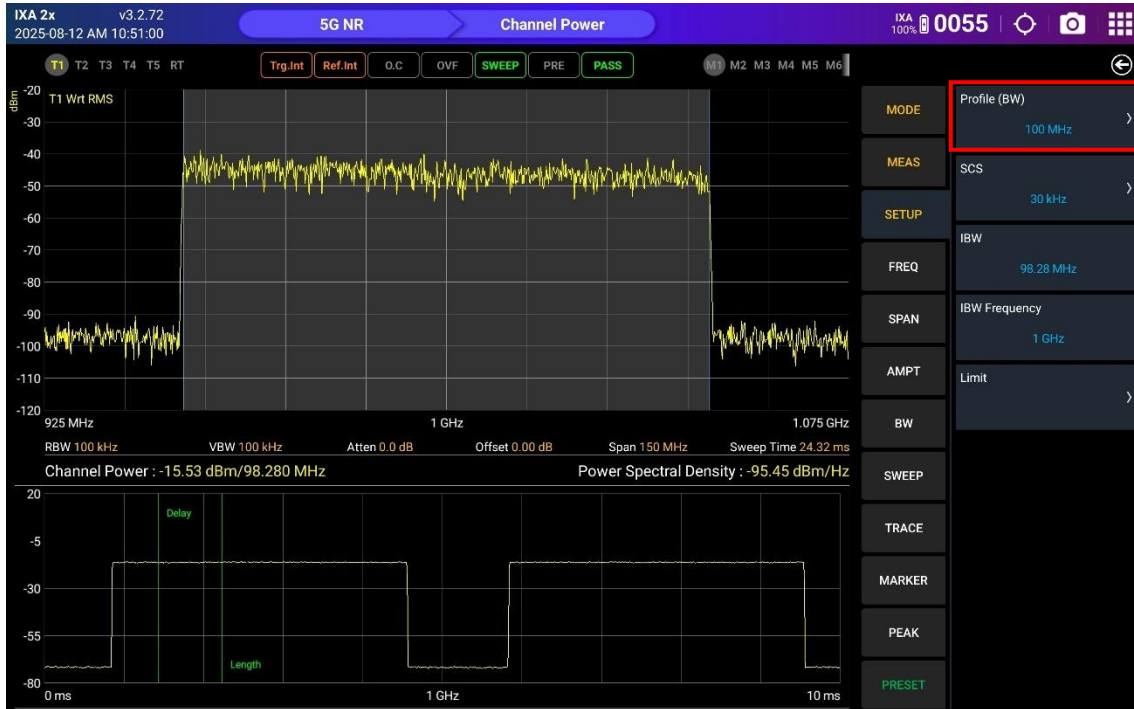 IXA 2x v3.2.72
2025-08-12 AM 10:51:00
5G NR
Channel Power
IXA
100%
0055
T1 T2 T3 T4 T5 RT
Trg.Int Ref.Int O.C OVF SWEEP PRE PASS
M1 M2 M3 M4 M5 M6
dBm
T1 Wrt RMS
-20
-30
-40
-50
-60
-70
-80
-90
-100
-110
-120
925 MHz 1 GHz 1.075 GHz
RBW 100 kHz VBW 100 kHz Atten 0.0 dB Offset 0.00 dB Span 150 MHz Sweep Time 24.32 ms
Channel Power : -15.53 dBm/98.280 MHz Power Spectral Density : -95.45 dBm/Hz
20
-5
-30
-55
-80
Delay
Length
0 ms 1 GHz 10 ms
MODE
MEAS
SETUP
FREQ
SPAN
AMPT
BW
SWEEP
TRACE
MARKER
PEAK
PRESET
Profile (BW)
100 MHz
SCS
30 kHz
IBW
98.28 MHz
IBW Frequency
1 GHz
Limit